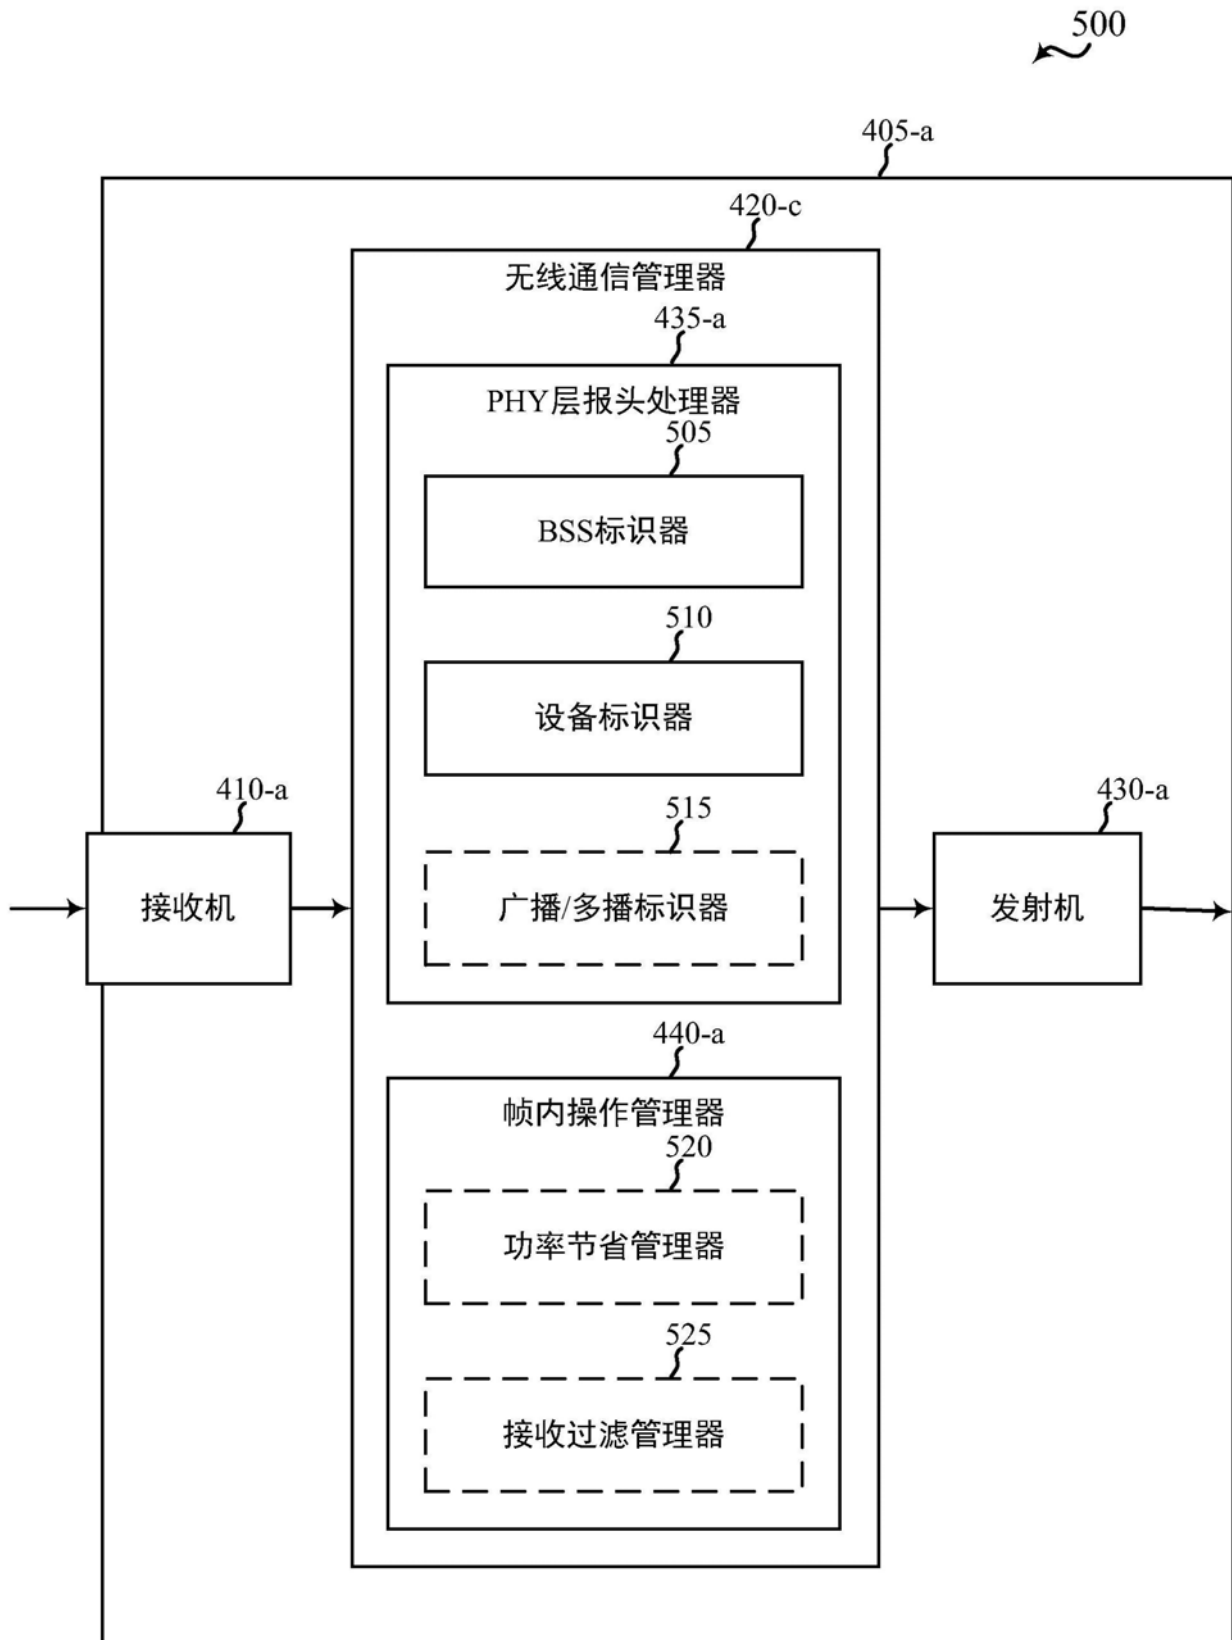 500
405-a
420-c
无线通信管理器
435-a
PHY层报头处理器
505
BSS标识器
510
设备标识器
410-a
接收机
515
广播/多播标识器
430-a
发射机
440-a
帧内操作管理器
520
功率节省管理器
525
接收过滤管理器